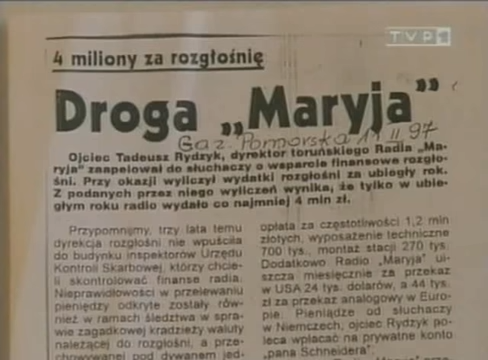 TVP1
4 miliony za rozgłośnię
Droga „Maryja”
Gaz. Pomorska 11 II 97
Ojciec Tadeusz Rydzyk, dyrektor toruńskiego Radia „Ma-
ryja” zaapelował do słuchaczy o wsparcie finansowe rozgło-
śni. Przy okazji wyliczył wydatki rozgłośni za ubiegły rok.
Z podanych przez niego wyliczeń wynika, że tylko w ubie-
głym roku radio wydało co najmniej 4 mln zł.
Przypomnijmy, trzy lata temu
dyrekcja rozgłośni nie wpuściła
do budynku inspektorów Urzędu
Kontroli Skarbowej, którzy chcie-
li skontrolować finanse radia.
Nieprawidłowości w przelewaniu
pieniędzy odkryte zostały rów-
nież w ramach śledztwa w spra-
wie zagadkowej kradzieży waluty
należącej do rozgłośni, a prze-
chowywanej pod dywanem jed-
opłata za częstotliwości 1,2 mln
złotych, wyposażenie techniczne
700 tys., montaż stacji 270 tys.
Dodatkowo Radio „Maryja” ui-
szcza miesięcznie za przekaz
w USA 24 tys. dolarów, a 44 tys.
zł za przekaz analogowy w Euro-
pie. Pieniądze od słuchaczy
w Niemczech, ojciec Rydzyk po-
leca wpłacać na prywatne konto
„pana Schneidera”.